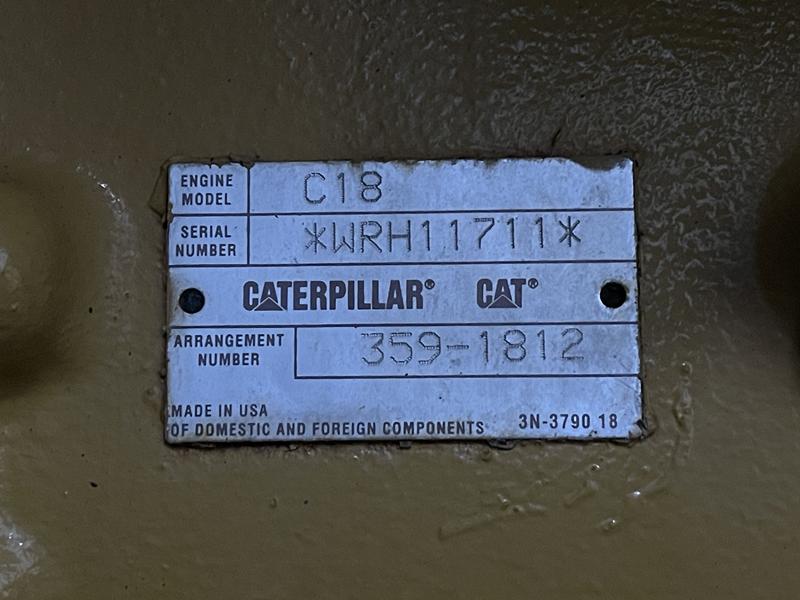 ENGINE MODEL C18
SERIAL NUMBER *WRH11711*
CATERPILLAR® CAT®
ARRANGEMENT NUMBER 359-1812
MADE IN USA
OF DOMESTIC AND FOREIGN COMPONENTS 3N-3790 18